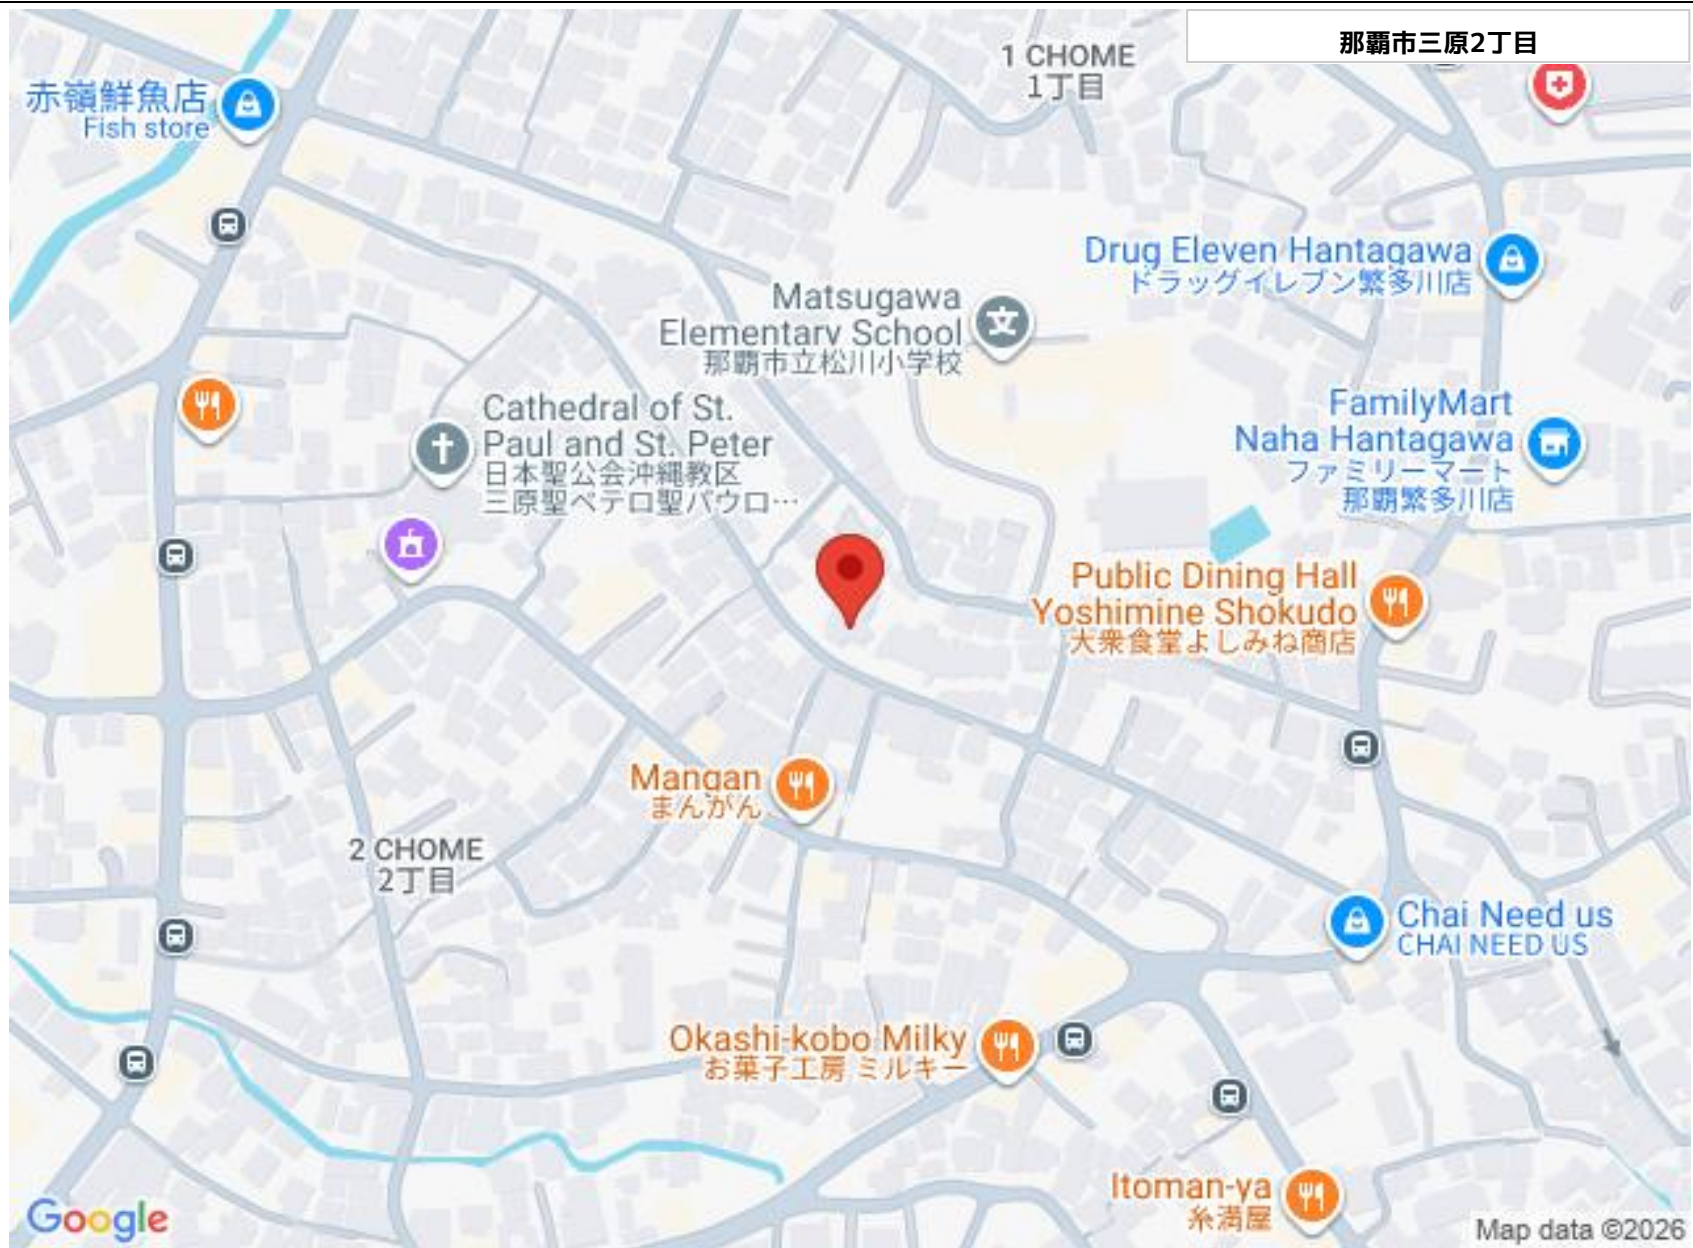 那覇市三原2丁目
1 CHOME
1丁目
赤嶺鮮魚店
Fish store
Drug Eleven Hantagawa
ドラッグイレブン繁多川店
Matsugawa
Elementary School
那覇市立松川小学校
Cathedral of St.
Paul and St. Peter
日本聖公会沖縄教区
三原聖ペテロ聖パウロ…
FamilyMart
Naha Hantagawa
ファミリーマート
那覇繁多川店
Public Dining Hall
Yoshimine Shokudo
大衆食堂よしみね商店
Mangan
まんがん
2 CHOME
2丁目
Chai Need us
CHAI NEED US
Okashi-kobo Milky
お菓子工房 ミルキー
Itoman-ya
糸満屋
Google
Map data ©2026